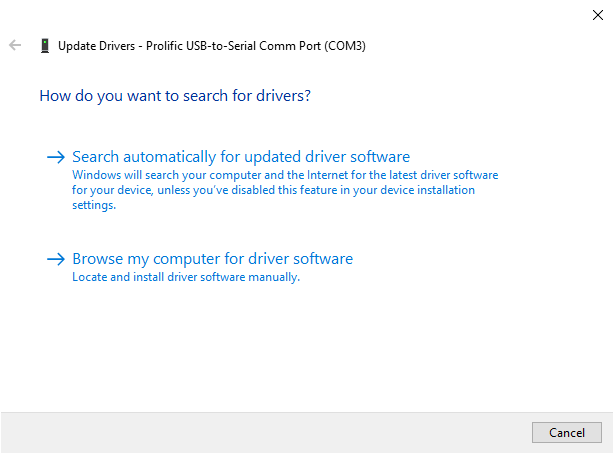 Update Drivers - Prolific USB-to-Serial Comm Port (COM3)
How do you want to search for drivers?
Search automatically for updated driver software
Windows will search your computer and the Internet for the latest driver software
for your device, unless you've disabled this feature in your device installation
settings.
Browse my computer for driver software
Locate and install driver software manually.
Cancel